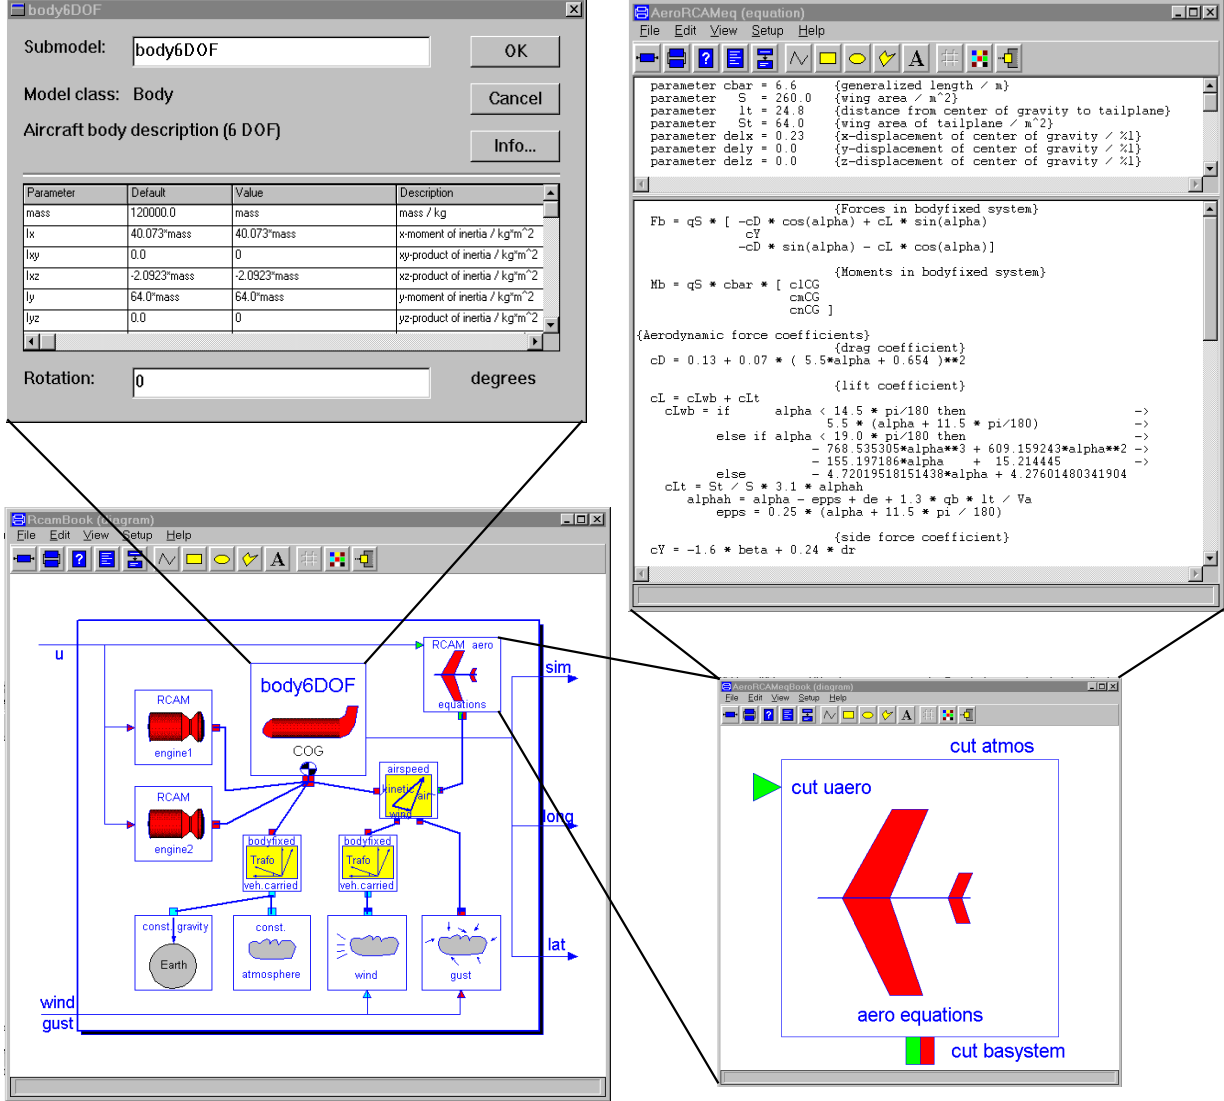 body6DOF
Submodel: body6DOF OK
Model class: Body Cancel
Aircraft body description (6 DOF)
Info...
Parameter Default Value Description
mass 120000.0 mass mass / kg
Ix 40.073*mass 40.073*mass x-moment of inertia / kg*m^2
Ixy 0.0 0 xy-product of inertia / kg*m^2
Ixz -2.0923*mass -2.0923*mass xz-product of inertia / kg*m^2
Iy 64.0*mass 64.0*mass y-moment of inertia / kg*m^2
Iyz 0.0 0 yz-product of inertia / kg*m^2
Rotation: 0 degrees
AeroRCAMeq (equation)
File Edit View Setup Help
A
parameter cbar = 6.6 {generalized length / m}
parameter S = 260.0 {wing area / m^2}
parameter lt = 24.8 {distance from center of gravity to tailplane}
parameter St = 64.0 {wing area of tailplane / m^2}
parameter delx = 0.23 {x-displacement of center of gravity / %l}
parameter dely = 0.0 {y-displacement of center of gravity / %l}
parameter delz = 0.0 {z-displacement of center of gravity / %l}
{Forces in bodyfixed system}
Fb = qS * [ -cD * cos(alpha) + cL * sin(alpha)
cY
-cD * sin(alpha) - cL * cos(alpha)]
{Moments in bodyfixed system}
Mb = qS * cbar * [ clCG
cmCG
cnCG ]
{Aerodynamic force coefficients}
{drag coefficient}
cD = 0.13 + 0.07 * ( 5.5*alpha + 0.654 )**2
{lift coefficient}
cL = cLwb + cLt
cLwb = if alpha < 14.5 * pi/180 then ->
5.5 * (alpha + 11.5 * pi/180) ->
else if alpha < 19.0 * pi/180 then ->
- 768.535305*alpha**3 + 609.159243*alpha**2 ->
- 155.197186*alpha + 15.214445 ->
else - 4.72019518151438*alpha + 4.27601480341904
cLt = St / S * 3.1 * alphah
alphah = alpha - epps + de + 1.3 * qb * lt / Va
epps = 0.25 * (alpha + 11.5 * pi / 180)
{side force coefficient}
cY = -1.6 * beta + 0.24 * dr
RcamBook (diagram)
File Edit View Setup Help
A
u
RCAM aero
equations
sim
body6DOF
COG
RCAM
engine1
RCAM
engine2
airspeed
kinetic
air
wing
long
bodyfixed
Trafo
veh.carried
bodyfixed
Trafo
veh.carried
const. gravity
Earth
const.
atmosphere
wind
gust
lat
wind
gust
AeroRCAMeqBook (diagram)
File Edit View Setup Help
A
cut atmos
cut uaero
aero equations
cut basystem